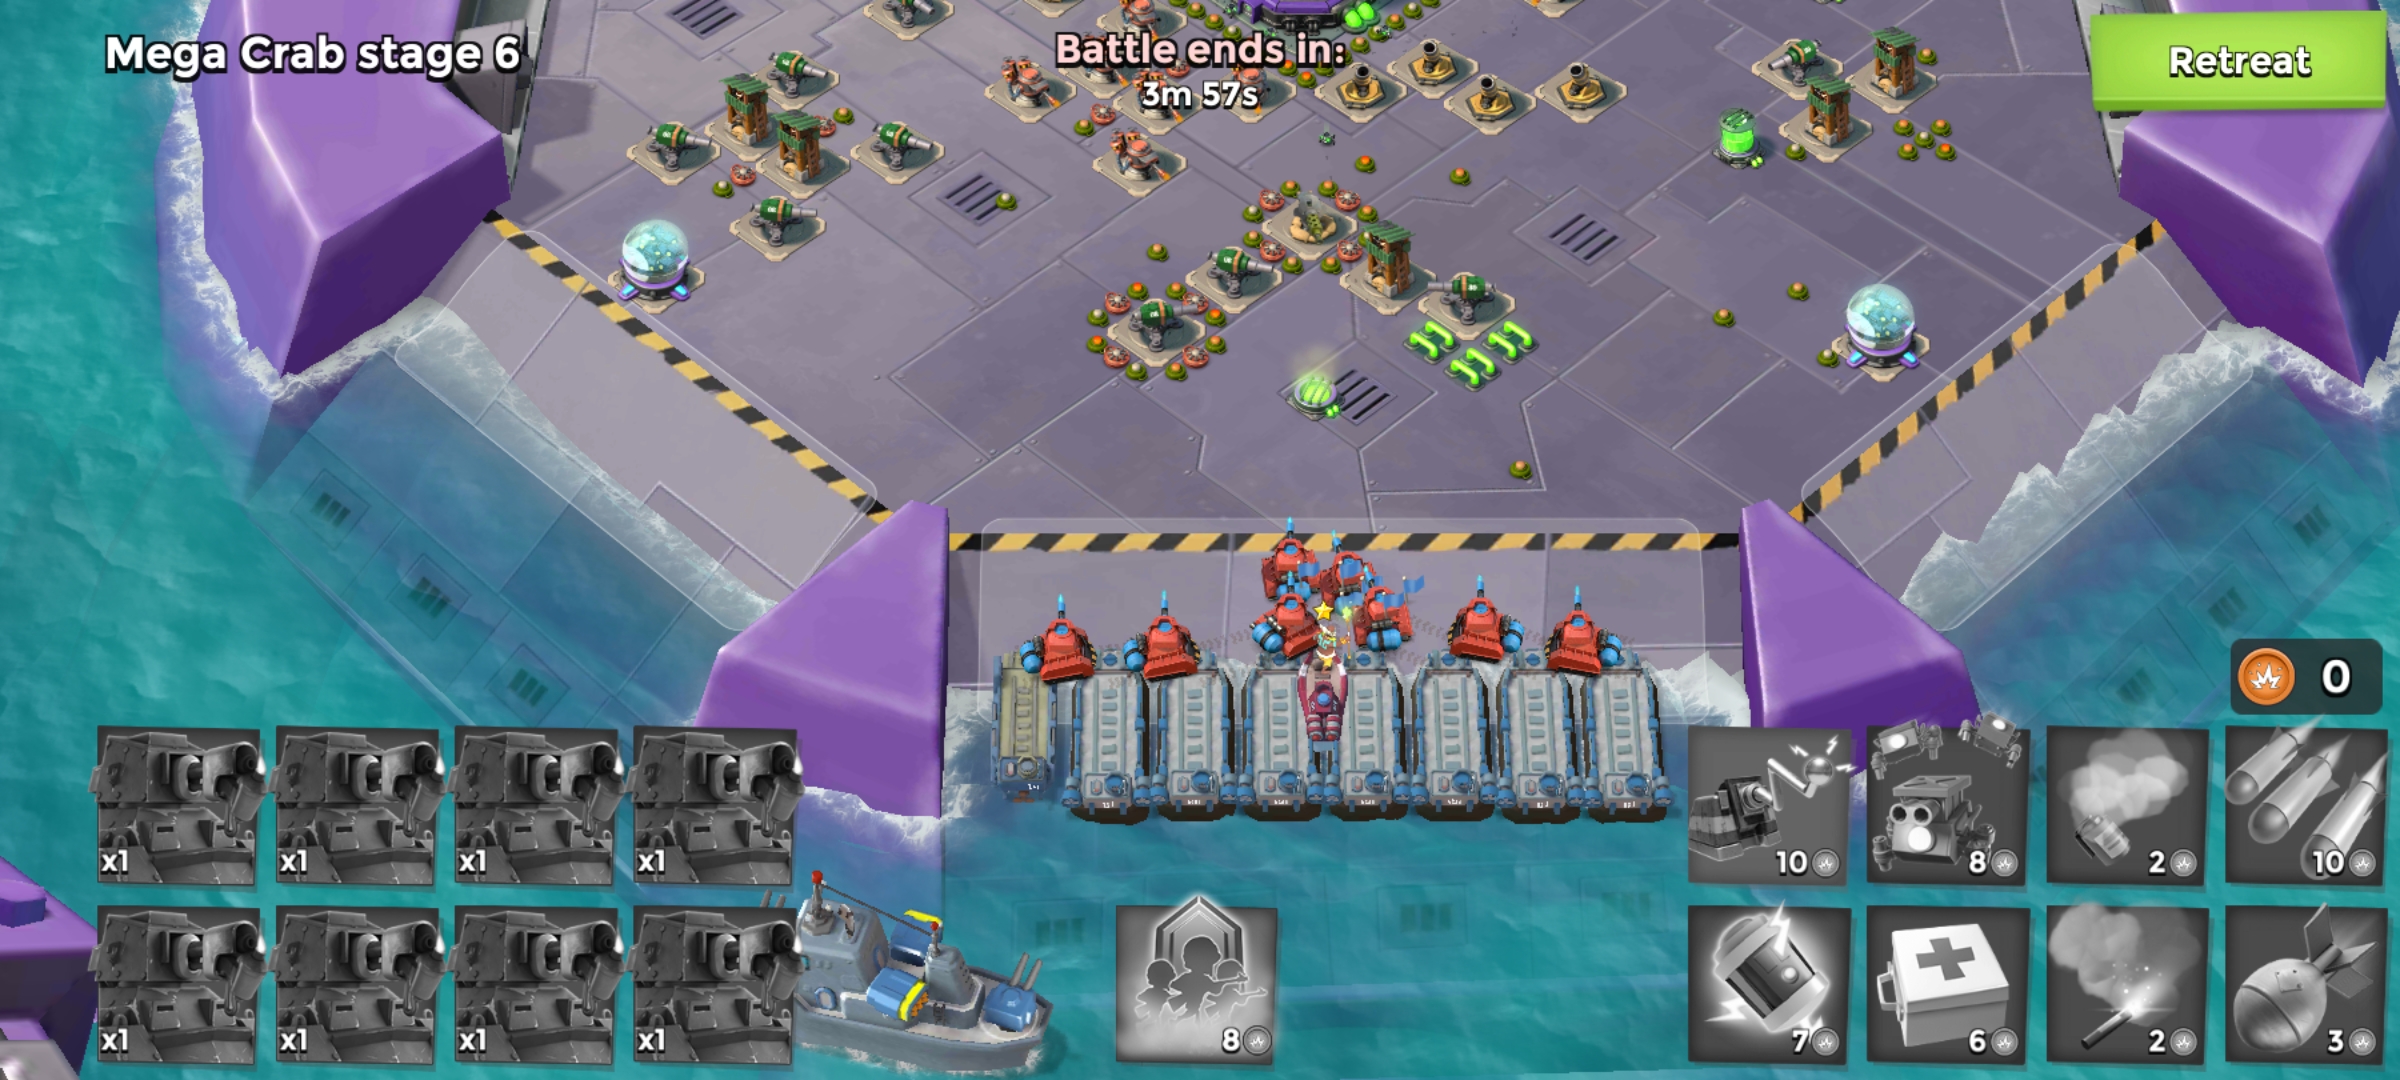 Mega Crab stage 6
Battle ends in:
3m 57s
Retreat
0
x1
x1
x1
x1
10
8
2
10
x1
x1
x1
x1
8
7
6
2
3